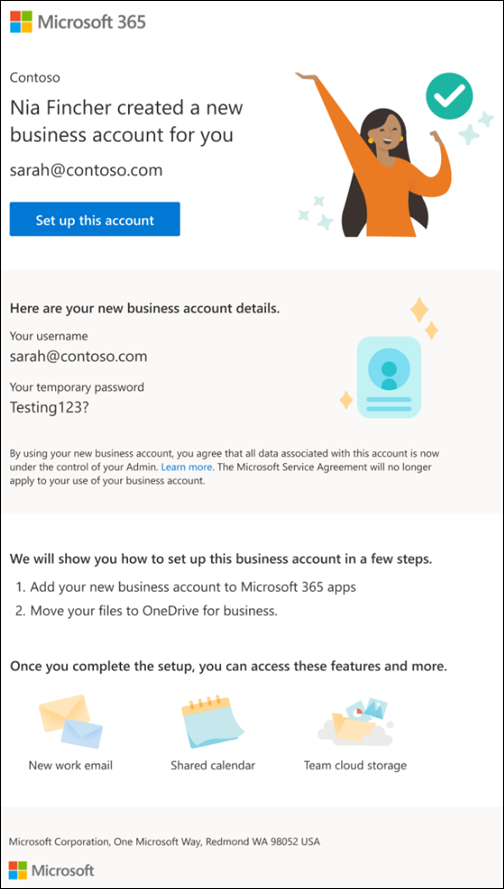 Microsoft 365
Contoso
Nia Fincher created a new
business account for you
sarah@contoso.com
Set up this account
Here are your new business account details.
Your username
sarah@contoso.com
Your temporary password
Testing123?
By using your new business account, you agree that all data associated with this account is now
under the control of your Admin. Learn more. The Microsoft Service Agreement will no longer
apply to your use of your business account.
We will show you how to set up this business account in a few steps.
1. Add your new business account to Microsoft 365 apps
2. Move your files to OneDrive for business.
Once you complete the setup, you can access these features and more.
New work email
Shared calendar
Team cloud storage
Microsoft Corporation, One Microsoft Way, Redmond WA 98052 USA
Microsoft